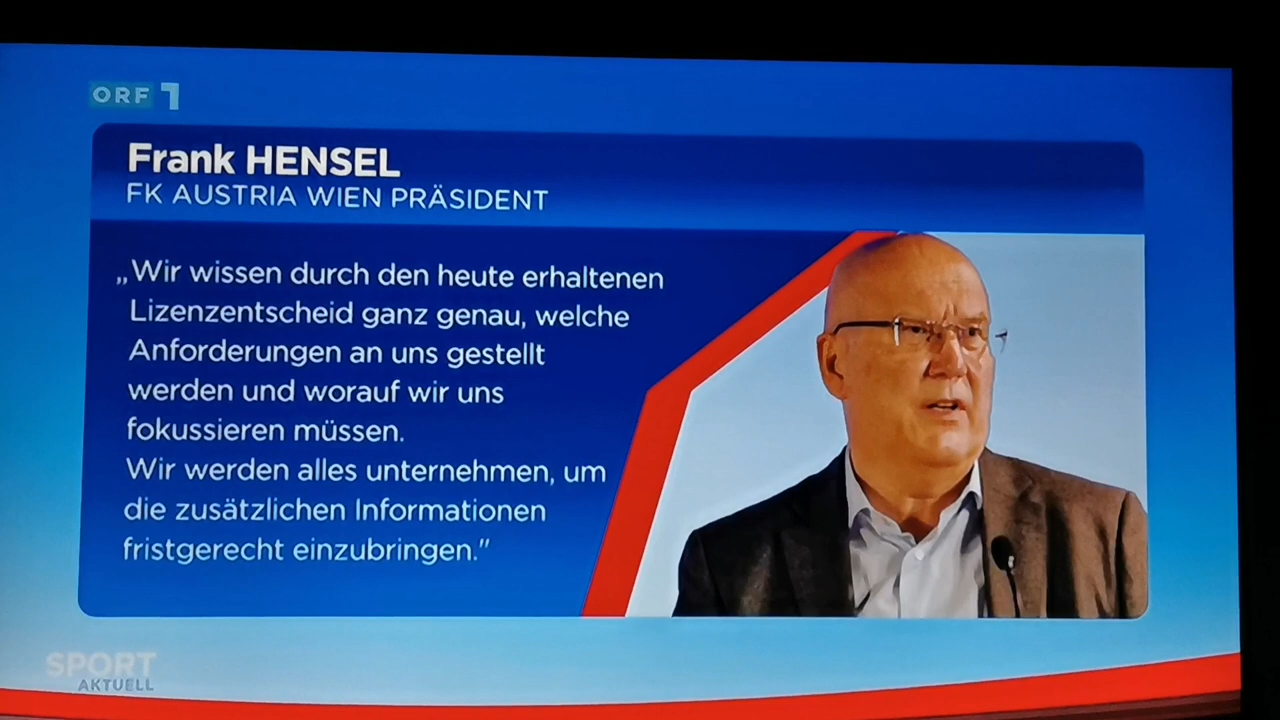 ORF 1
Frank HENSEL
FK AUSTRIA WIEN PRÄSIDENT
„Wir wissen durch den heute erhaltenen
Lizenzentscheid ganz genau, welche
Anforderungen an uns gestellt
werden und worauf wir uns
fokussieren müssen.
Wir werden alles unternehmen, um
die zusätzlichen Informationen
fristgerecht einzubringen."
SPORT
AKTUELL